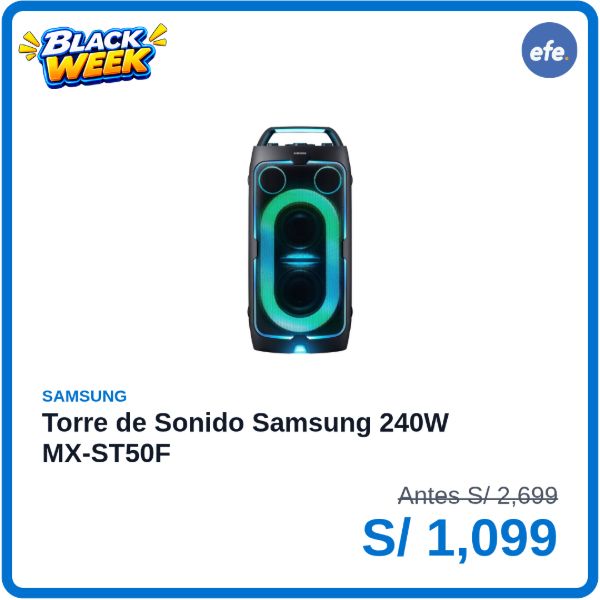 BLACK
WEEK
efe.
SAMSUNG
Torre de Sonido Samsung 240W
MX-ST50F
Antes S/ 2,699
S/ 1,099